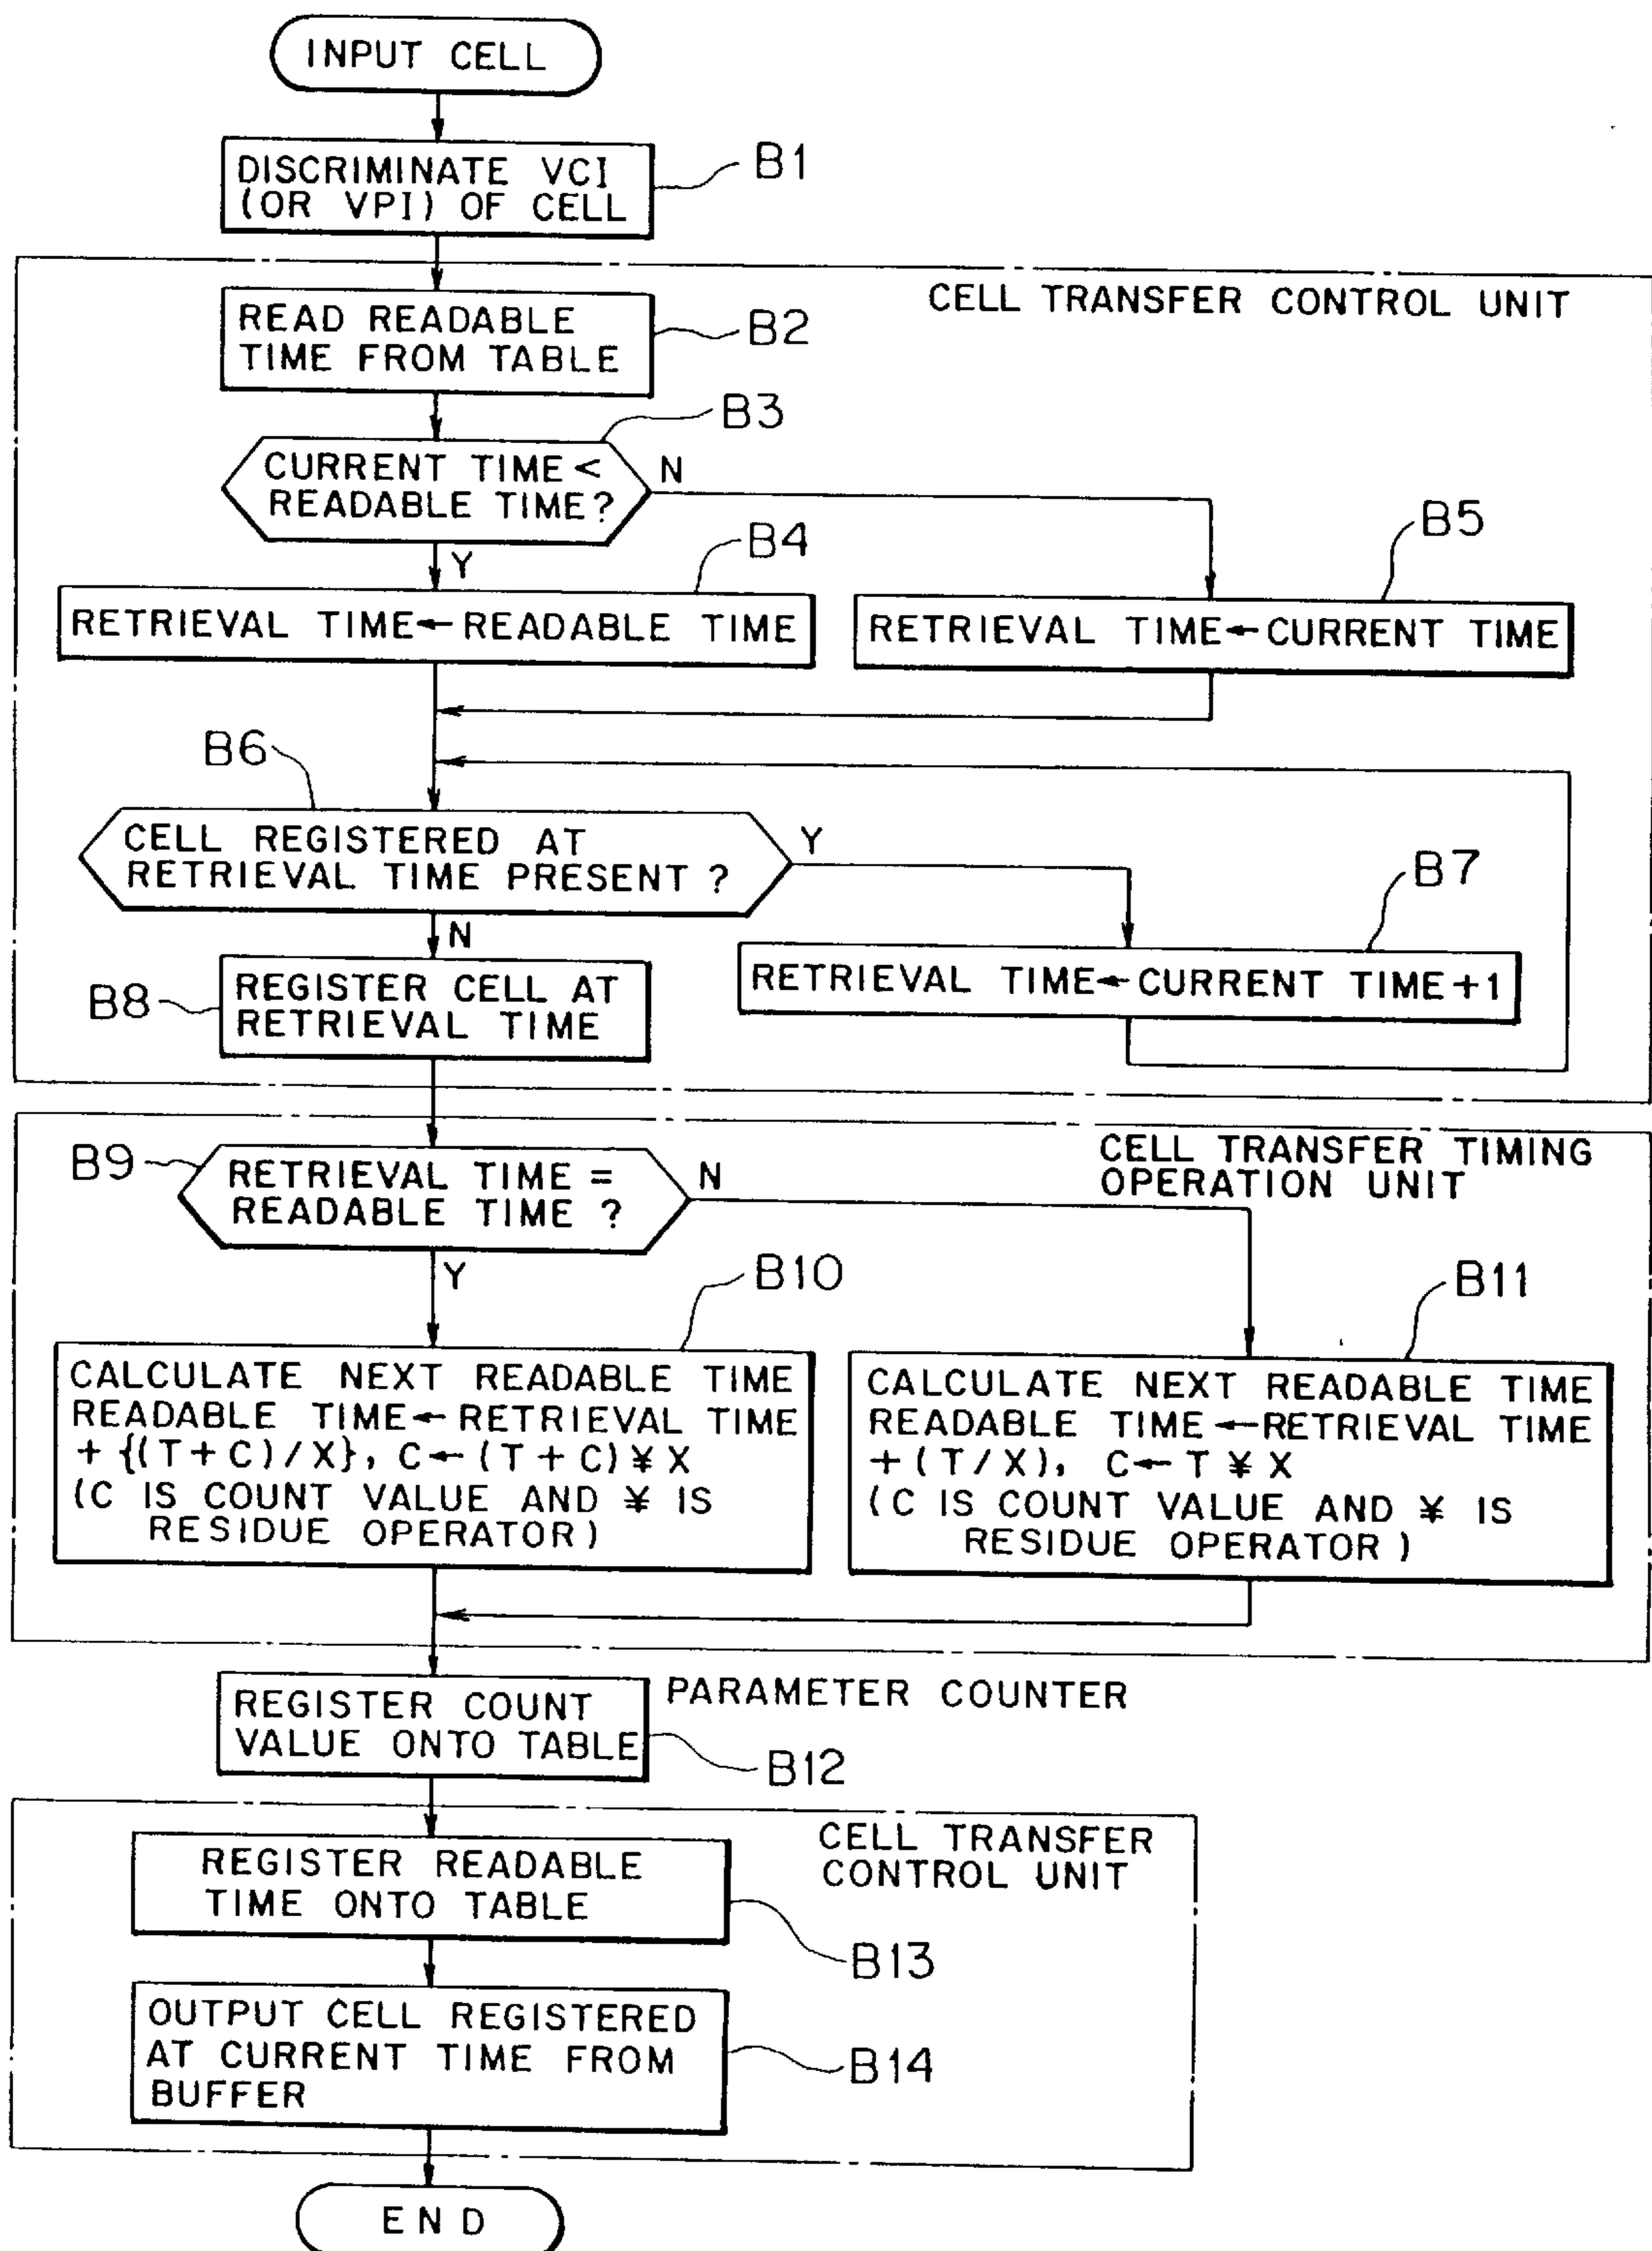 INPUT CELL
DISCRIMINATE VCI
(OR VPI) OF CELL
B1
CELL TRANSFER CONTROL UNIT
READ READABLE
TIME FROM TABLE
B2
B3
CURRENT TIME <
READABLE TIME?
N
Y
B4
B5
RETRIEVAL TIME←READABLE TIME
RETRIEVAL TIME←CURRENT TIME
B6
CELL REGISTERED AT
RETRIEVAL TIME PRESENT ?
Y
N
B7
RETRIEVAL TIME←CURRENT TIME+1
B8
REGISTER CELL AT
RETRIEVAL TIME
CELL TRANSFER TIMING
OPERATION UNIT
B9
RETRIEVAL TIME =
READABLE TIME ?
N
Y
B10
B11
CALCULATE NEXT READABLE TIME
READABLE TIME←RETRIEVAL TIME
+ {(T+C)/X}, C←(T+C)¥X
(C IS COUNT VALUE AND ¥ IS
RESIDUE OPERATOR)
CALCULATE NEXT READABLE TIME
READABLE TIME←RETRIEVAL TIME
+(T/X), C←T¥X
(C IS COUNT VALUE AND ¥ IS
RESIDUE OPERATOR)
REGISTER COUNT
VALUE ONTO TABLE
PARAMETER COUNTER
B12
CELL TRANSFER
CONTROL UNIT
REGISTER READABLE
TIME ONTO TABLE
B13
OUTPUT CELL REGISTERED
AT CURRENT TIME FROM
BUFFER
B14
END